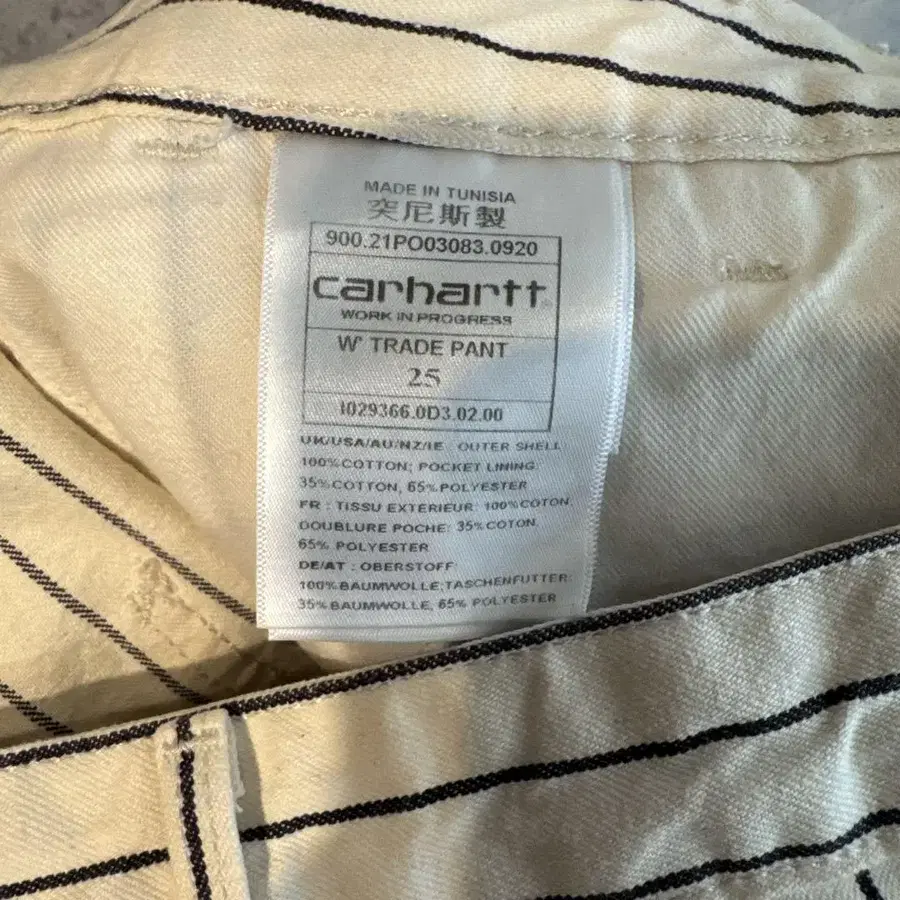 MADE IN TUNISIA
突尼斯製
900.21PO03083.0920
carhartt
WORK IN PROGRESS
W' TRADE PANT
25
I029366.0D3.02.00
UK/USA/AU/NZ/IE : OUTER SHELL:
100% COTTON; POCKET LINING:
35% COTTON, 65% POLYESTER
FR : TISSU EXTERIEUR: 100% COTON;
DOUBLURE POCHE: 35% COTON,
65% POLYESTER
DE/AT : OBERSTOFF:
100% BAUMWOLLE; TASCHENFUTTER:
35% BAUMWOLLE, 65% POLYESTER